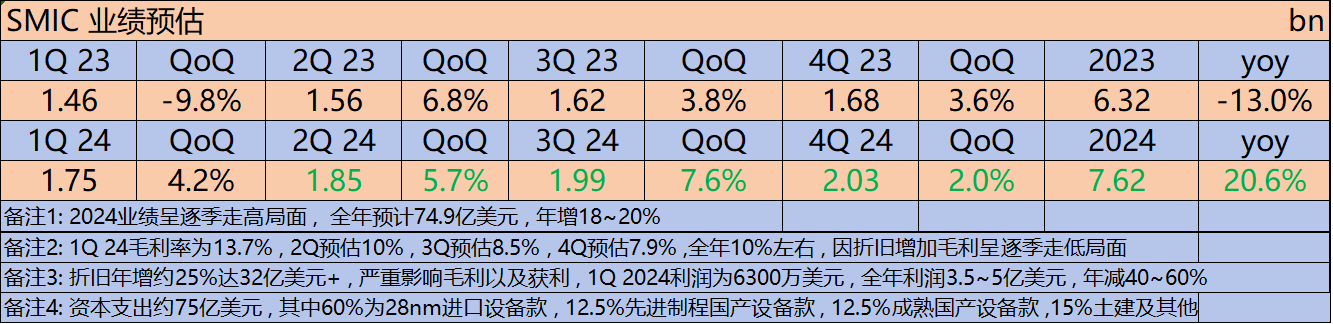 SMIC 业绩预估 bn
1Q 23 QoQ 2Q 23 QoQ 3Q 23 QoQ 4Q 23 QoQ 2023 yoy
1.46 -9.8% 1.56 6.8% 1.62 3.8% 1.68 3.6% 6.32 -13.0%
1Q 24 QoQ 2Q 24 QoQ 3Q 24 QoQ 4Q 24 QoQ 2024 yoy
1.75 4.2% 1.85 5.7% 1.99 7.6% 2.03 2.0% 7.62 20.6%
备注1: 2024业绩呈逐季走高局面，全年预计74.9亿美元，年增18~20%
备注2: 1Q 24毛利率为13.7%，2Q预估10%，3Q预估8.5%，4Q预估7.9% ,全年10%左右，因折旧增加毛利呈逐季走低局面
备注3: 折旧年增约25%达32亿美元+，严重影响毛利以及获利，1Q 2024利润为6300万美元，全年利润3.5~5亿美元，年减40~60%
备注4: 资本支出约75亿美元，其中60%为28nm进口设备款，12.5%先进制程国产设备款，12.5%成熟国产设备款 ,15%土建及其他